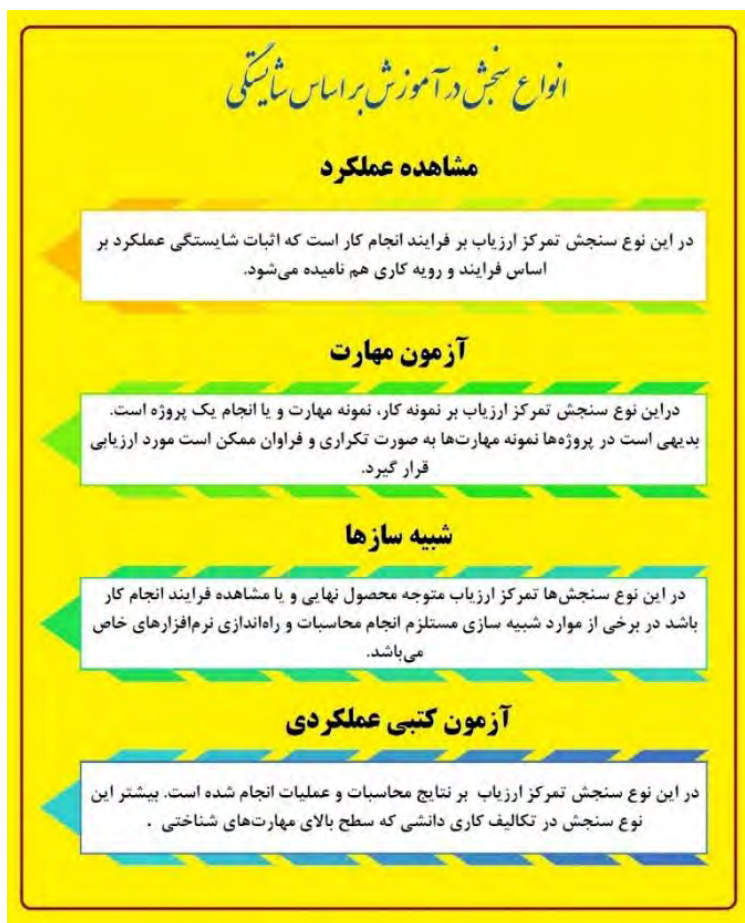 انواع سنجش در آموزش بر اساس شایستگی
مشاهده عملکرد
در این نوع سنجش تمرکز ارزیاب بر فرایند انجام کار است که اثبات شایستگی عملکرد بر
اساس فرایند و رویه کاری هم نامیده می‌شود.
آزمون مهارت
دراین نوع سنجش تمرکز ارزیاب بر نمونه کار، نمونه مهارت و یا انجام یک پروژه است.
بدیهی است در پروژه‌ها نمونه مهارت‌ها به صورت تکراری و فراوان ممکن است مورد ارزیابی
قرار گیرد.
شبیه سازها
در این نوع سنجش‌ها تمرکز ارزیاب متوجه محصول نهایی و یا مشاهده فرایند انجام کار
باشد در برخی از موارد شبیه سازی مستلزم انجام محاسبات و راه‌اندازی نرم‌افزارهای خاص
می‌باشد.
آزمون کتبی عملکردی
در این نوع سنجش تمرکز ارزیاب بر نتایج محاسبات و عملیات انجام شده است. بیشتر این
نوع سنجش در تکالیف کاری دانشی که سطح بالای مهارت‌های شناختی .